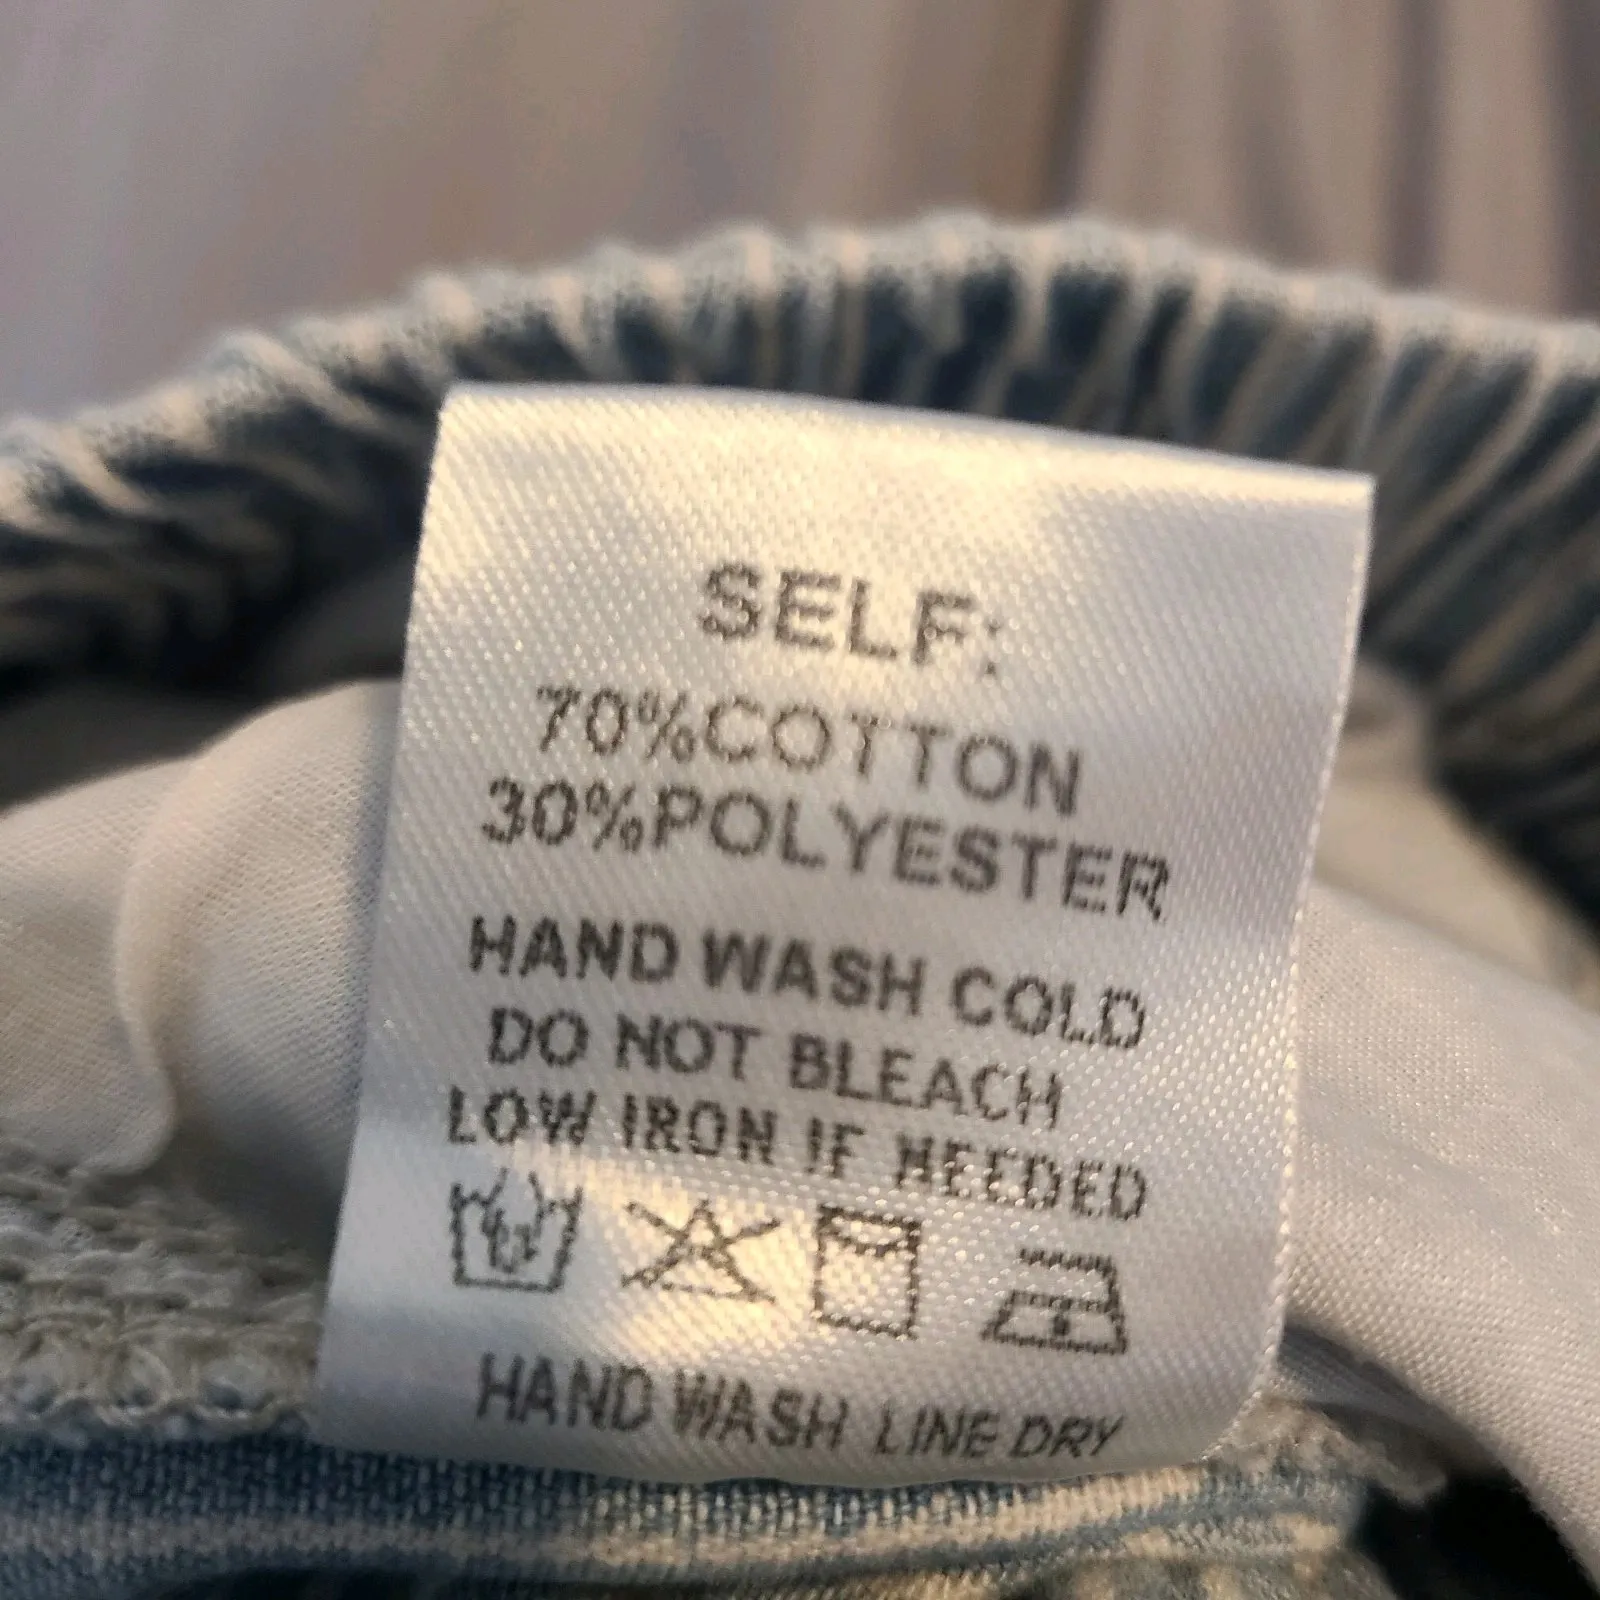 SELF:
70%COTTON
30%POLYESTER
HAND WASH COLD
DO NOT BLEACH
LOW IRON IF NEEDED
HAND WASH LINE DRY